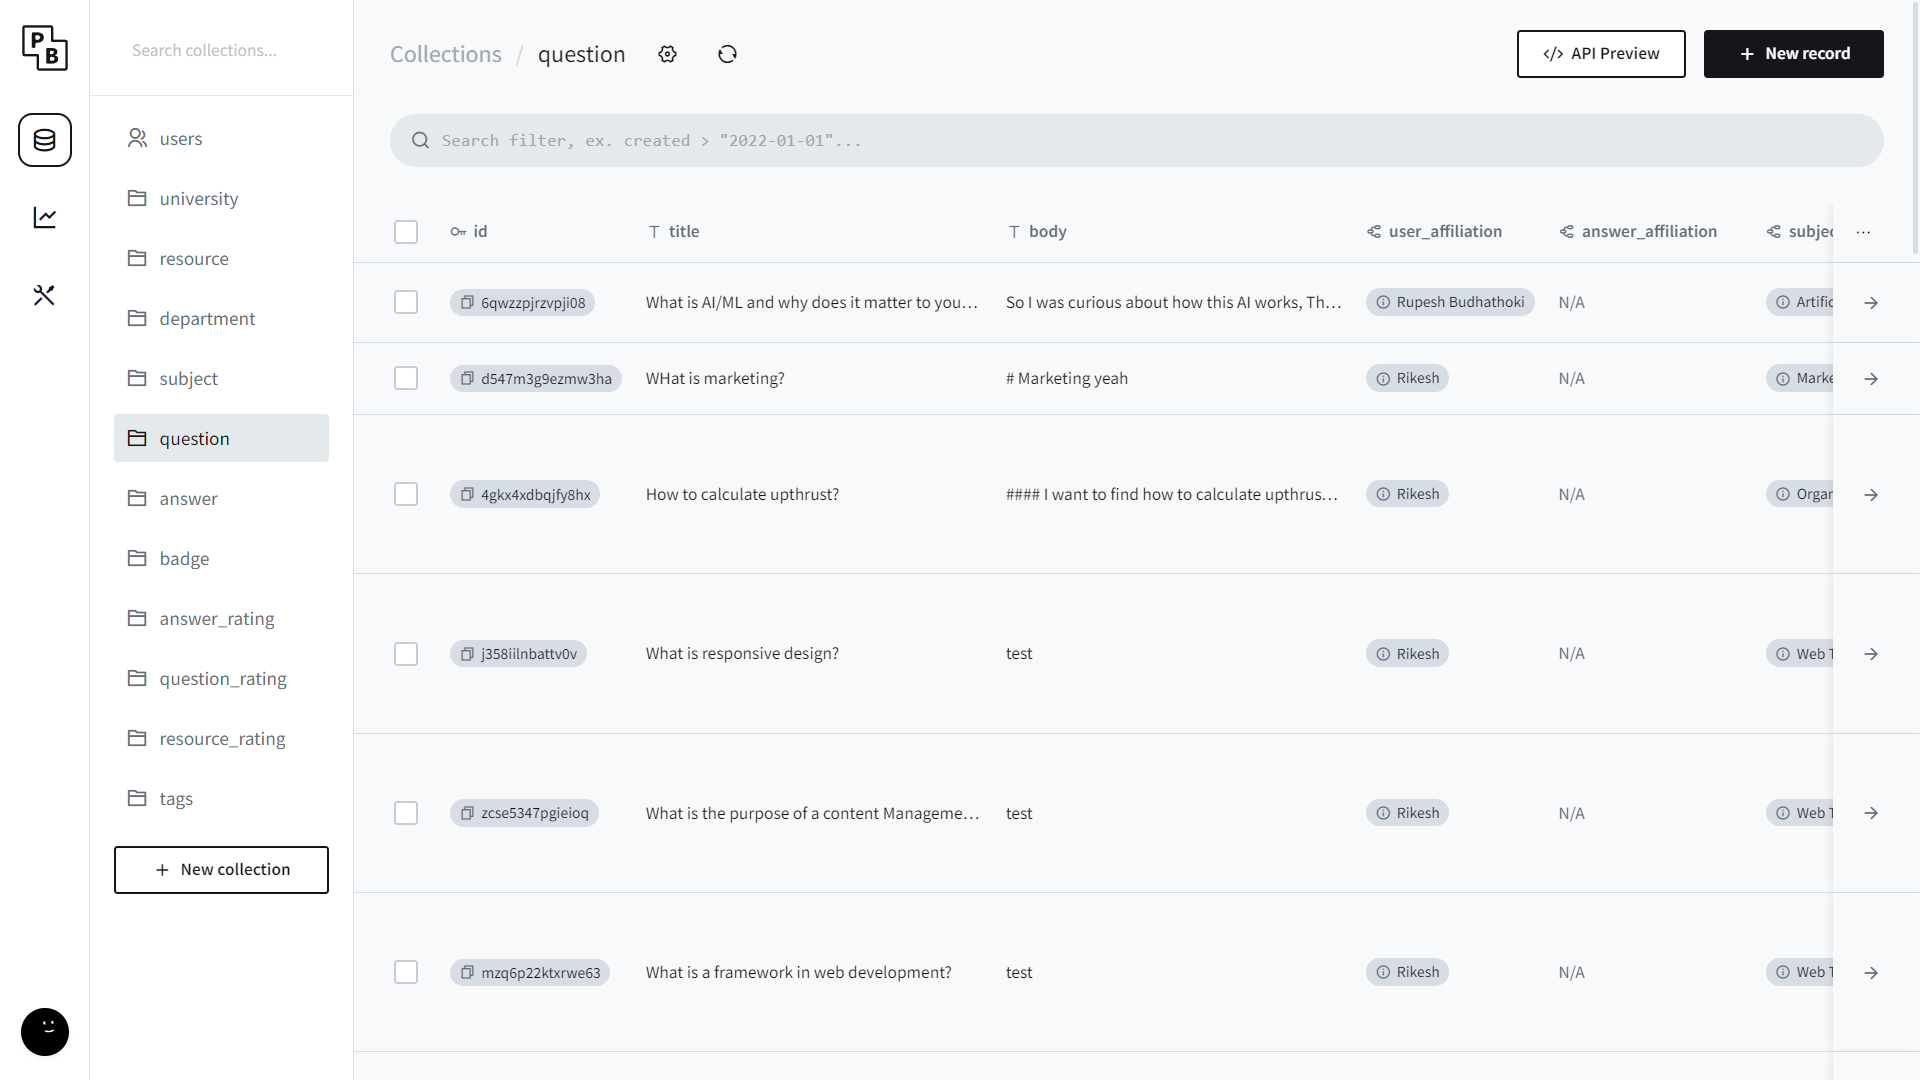 P
B
Search collections...
users
university
resource
department
subject
question
answer
badge
answer_rating
question_rating
resource_rating
tags
+ New collection
Collections / question
</> API Preview
+ New record
Search filter, ex. created > "2022-01-01"...
id title body user_affiliation answer_affiliation subjec ...
6qwzzpjrzvpji08 What is AI/ML and why does it matter to you... So I was curious about how this AI works, Th... Rupesh Budhathoki N/A Artific
d547m3g9ezmw3ha WHat is marketing? # Marketing yeah Rikesh N/A Marke
4gkx4xdbqjfy8hx How to calculate upthrust? #### I want to find how to calculate upthrus... Rikesh N/A Organ
j358iilnbattv0v What is responsive design? test Rikesh N/A Web T
zcse5347pgieioq What is the purpose of a content Manageme... test Rikesh N/A Web T
mzq6p22ktxrwe63 What is a framework in web development? test Rikesh N/A Web T